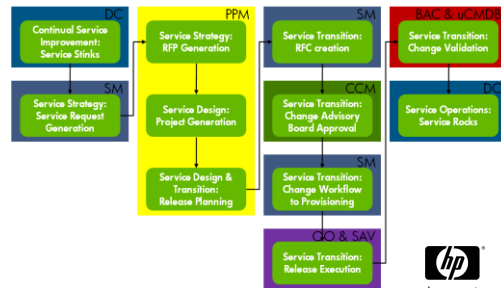 DC
Continual Service
Improvement:
Service Stinks
SM
Service Strategy:
Service Request
Generation
PPM
Service Strategy:
RFP Generation
Service Design:
Project Generation
Service Design &
Transition:
Release Planning
SM
Service Transition:
RFC creation
CCM
Service Transition:
Change Advisory
Board Approval
SM
Service Transition:
Change Workflow
to Provisioning
OO & SAV
Service Transition:
Release Execution
BAC & uCMDB
Service Transition:
Change Validation
DC
Service Operations:
Service Rocks
hp